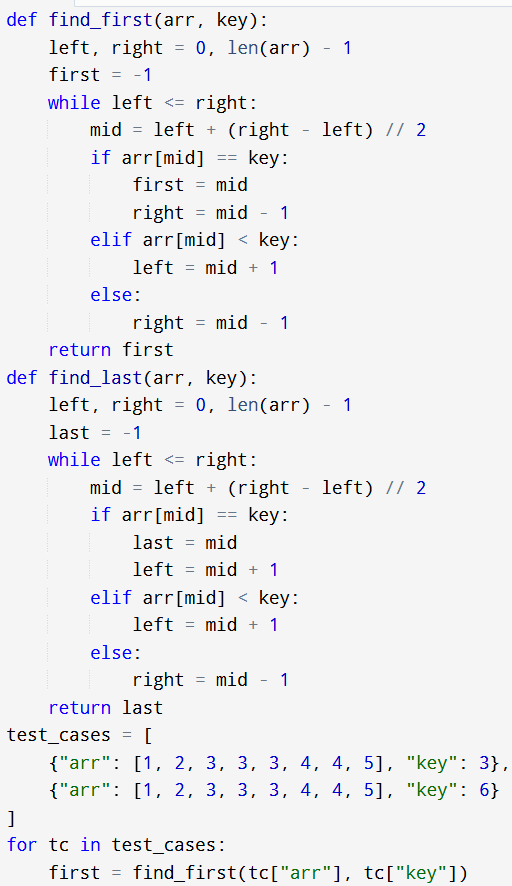 def find_first(arr, key):
    left, right = 0, len(arr) - 1
    first = -1
    while left <= right:
        mid = left + (right - left) // 2
        if arr[mid] == key:
            first = mid
            right = mid - 1
        elif arr[mid] < key:
            left = mid + 1
        else:
            right = mid - 1
    return first
def find_last(arr, key):
    left, right = 0, len(arr) - 1
    last = -1
    while left <= right:
        mid = left + (right - left) // 2
        if arr[mid] == key:
            last = mid
            left = mid + 1
        elif arr[mid] < key:
            left = mid + 1
        else:
            right = mid - 1
    return last
test_cases = [
    {"arr": [1, 2, 3, 3, 3, 4, 4, 5], "key": 3},
    {"arr": [1, 2, 3, 3, 3, 4, 4, 5], "key": 6}
]
for tc in test_cases:
    first = find_first(tc["arr"], tc["key"])